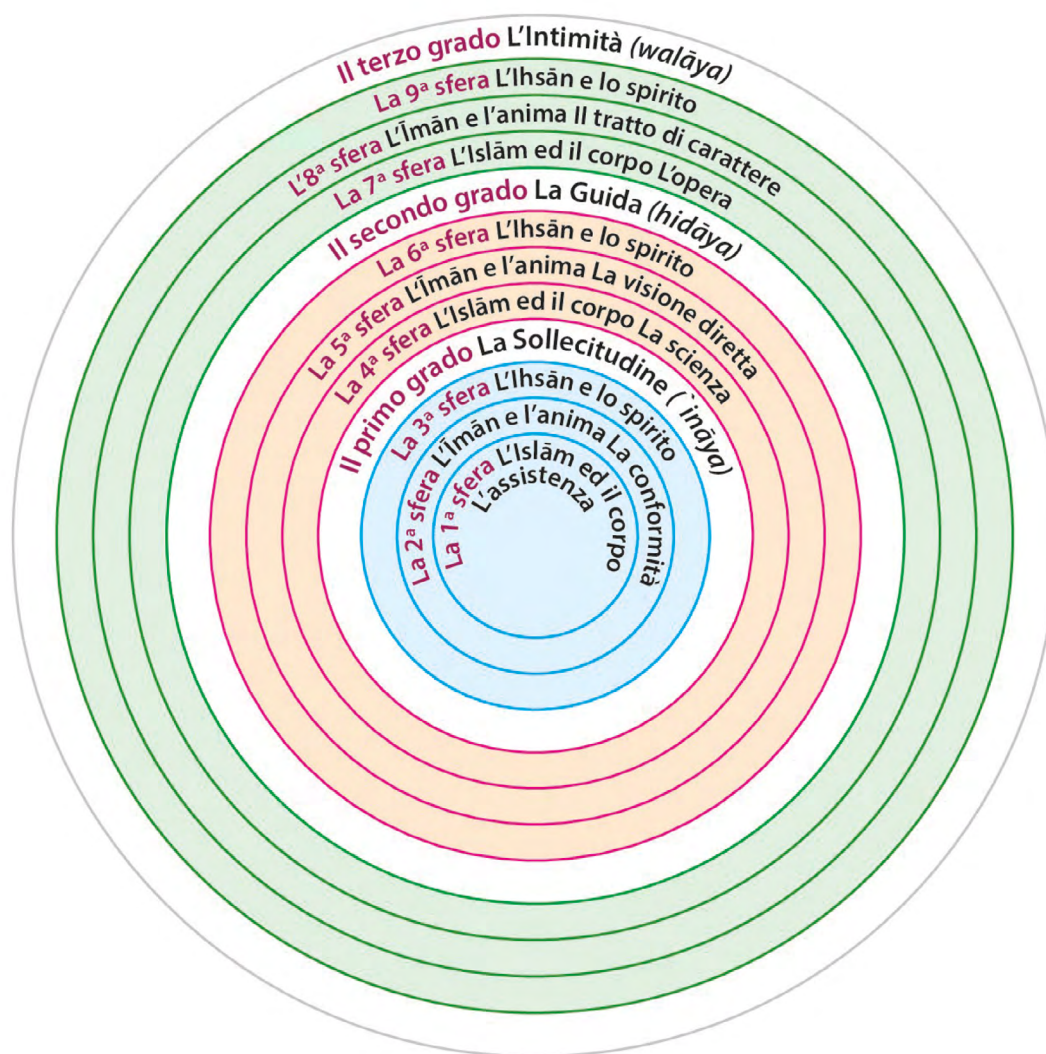 Il terzo grado L'Intimità (walāya)
La 9ª sfera L'Ihsān e lo spirito
L'8ª sfera L'Īmān e l'anima Il tratto di carattere
La 7ª sfera L'Islām ed il corpo L'opera
Il secondo grado La Guida (hidāya)
La 6ª sfera L'Ihsān e lo spirito
La 5ª sfera L'Īmān e l'anima La visione diretta
La 4ª sfera L'Islām ed il corpo La scienza
Il primo grado La Sollecitudine (`ināya)
La 3ª sfera L'Ihsān e lo spirito
La 2ª sfera L'Īmān e l'anima La conformità
La 1ª sfera L'Islām ed il corpo
L'assistenza